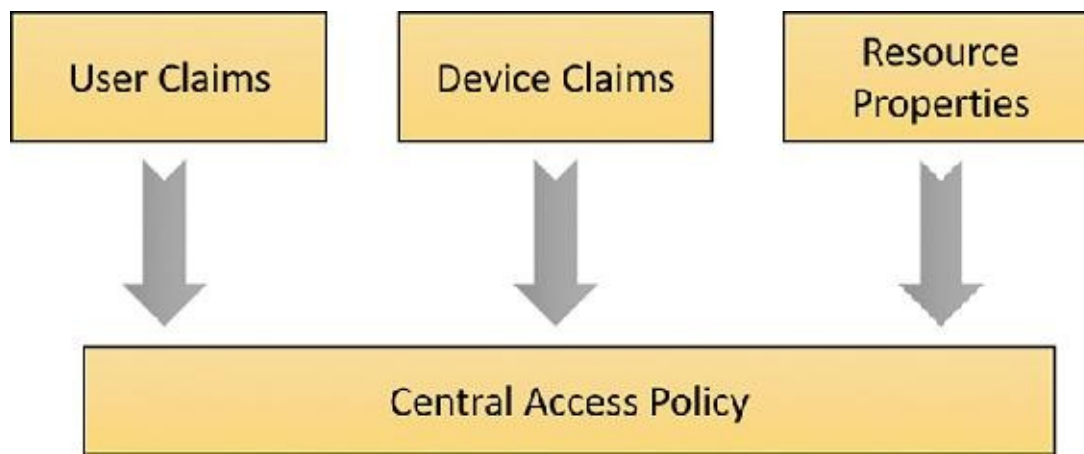 User Claims
Device Claims
Resource
Properties
Central Access Policy